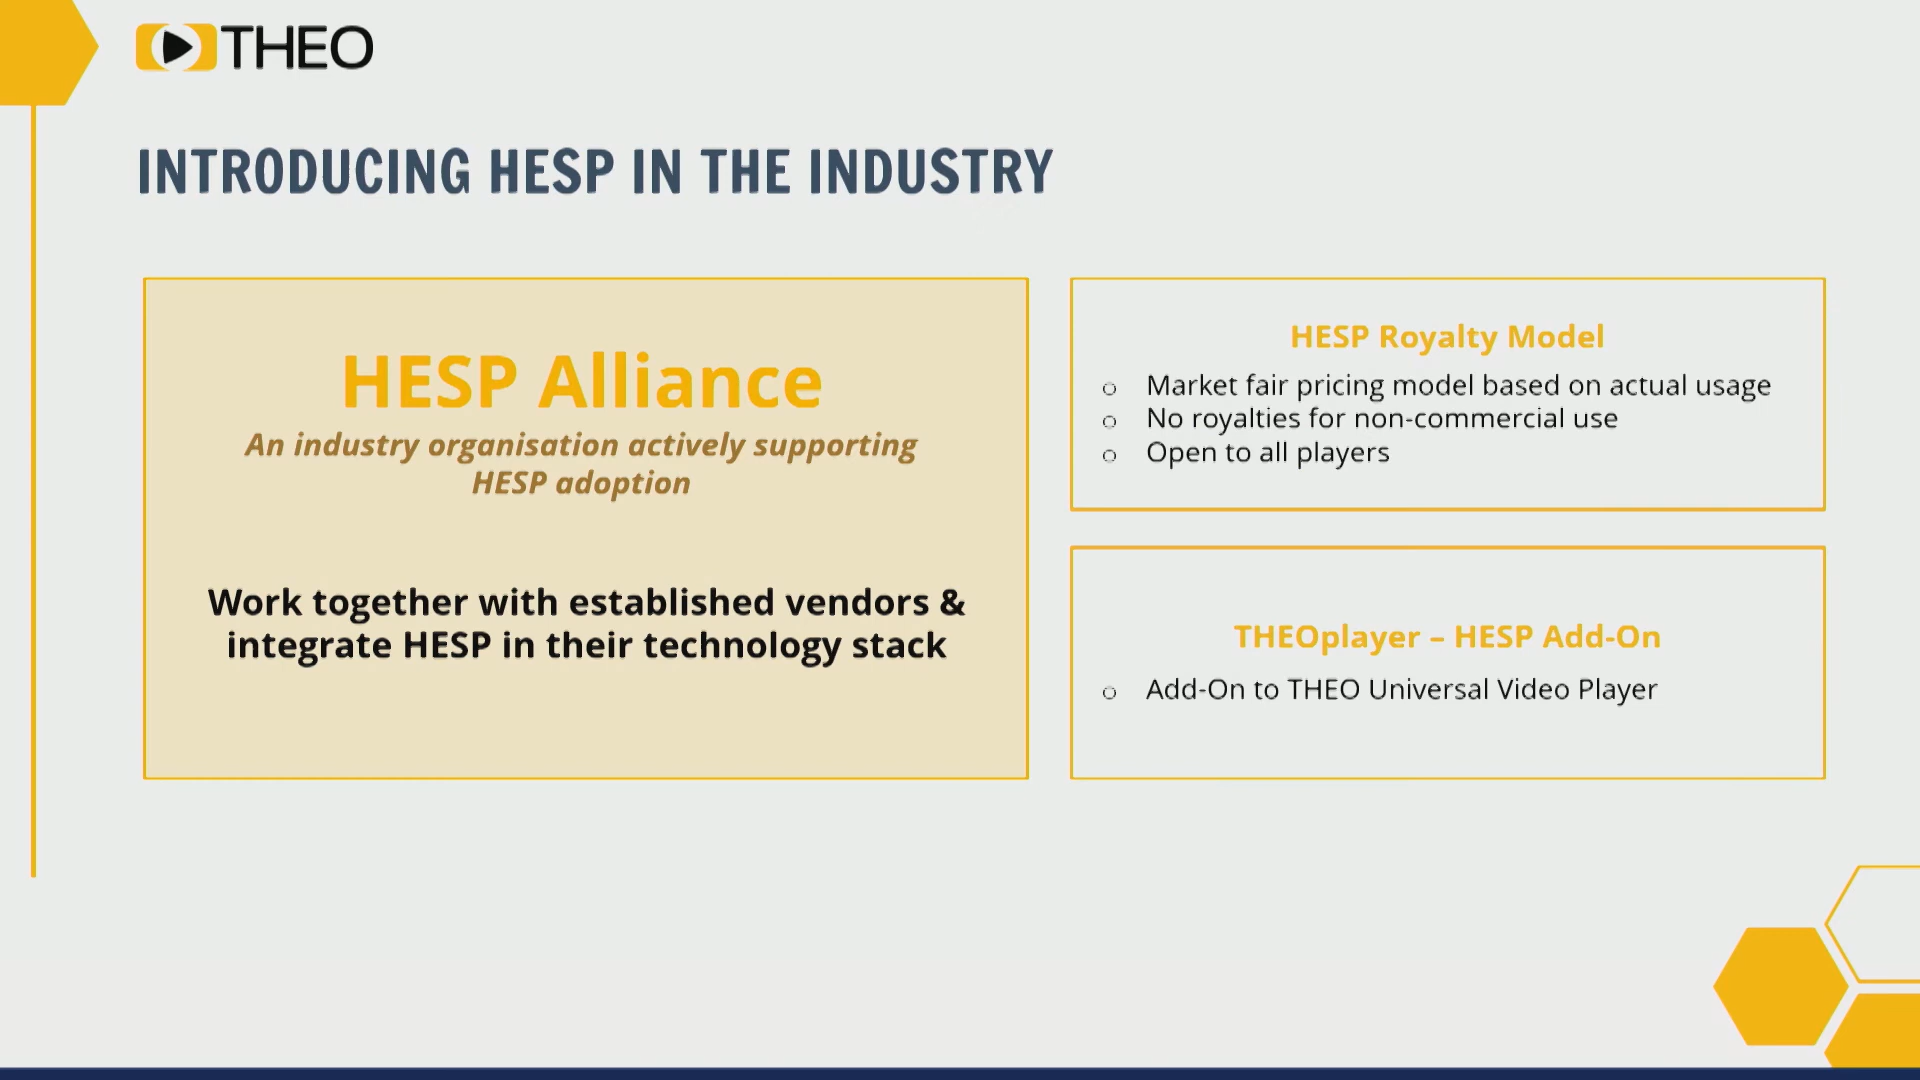 THEO
INTRODUCING HESP IN THE INDUSTRY
HESP Alliance
An industry organisation actively supporting
HESP adoption
Work together with established vendors &
integrate HESP in their technology stack
HESP Royalty Model
○ Market fair pricing model based on actual usage
○ No royalties for non-commercial use
○ Open to all players
THEOplayer – HESP Add-On
○ Add-On to THEO Universal Video Player